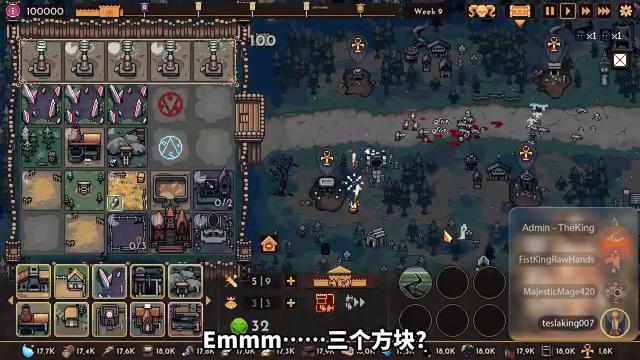 100000
100000
Week 9
100
x1
x1
0/2
0/3
5|9
3|3
32
Admin - TheKing
FistKingRawHands
MajesticMage420
teslaking007
Emmm……三个方块?
17,7K
17,4K
17,6K
18,0K
17,9K
18,0K
18,0K
1,8K